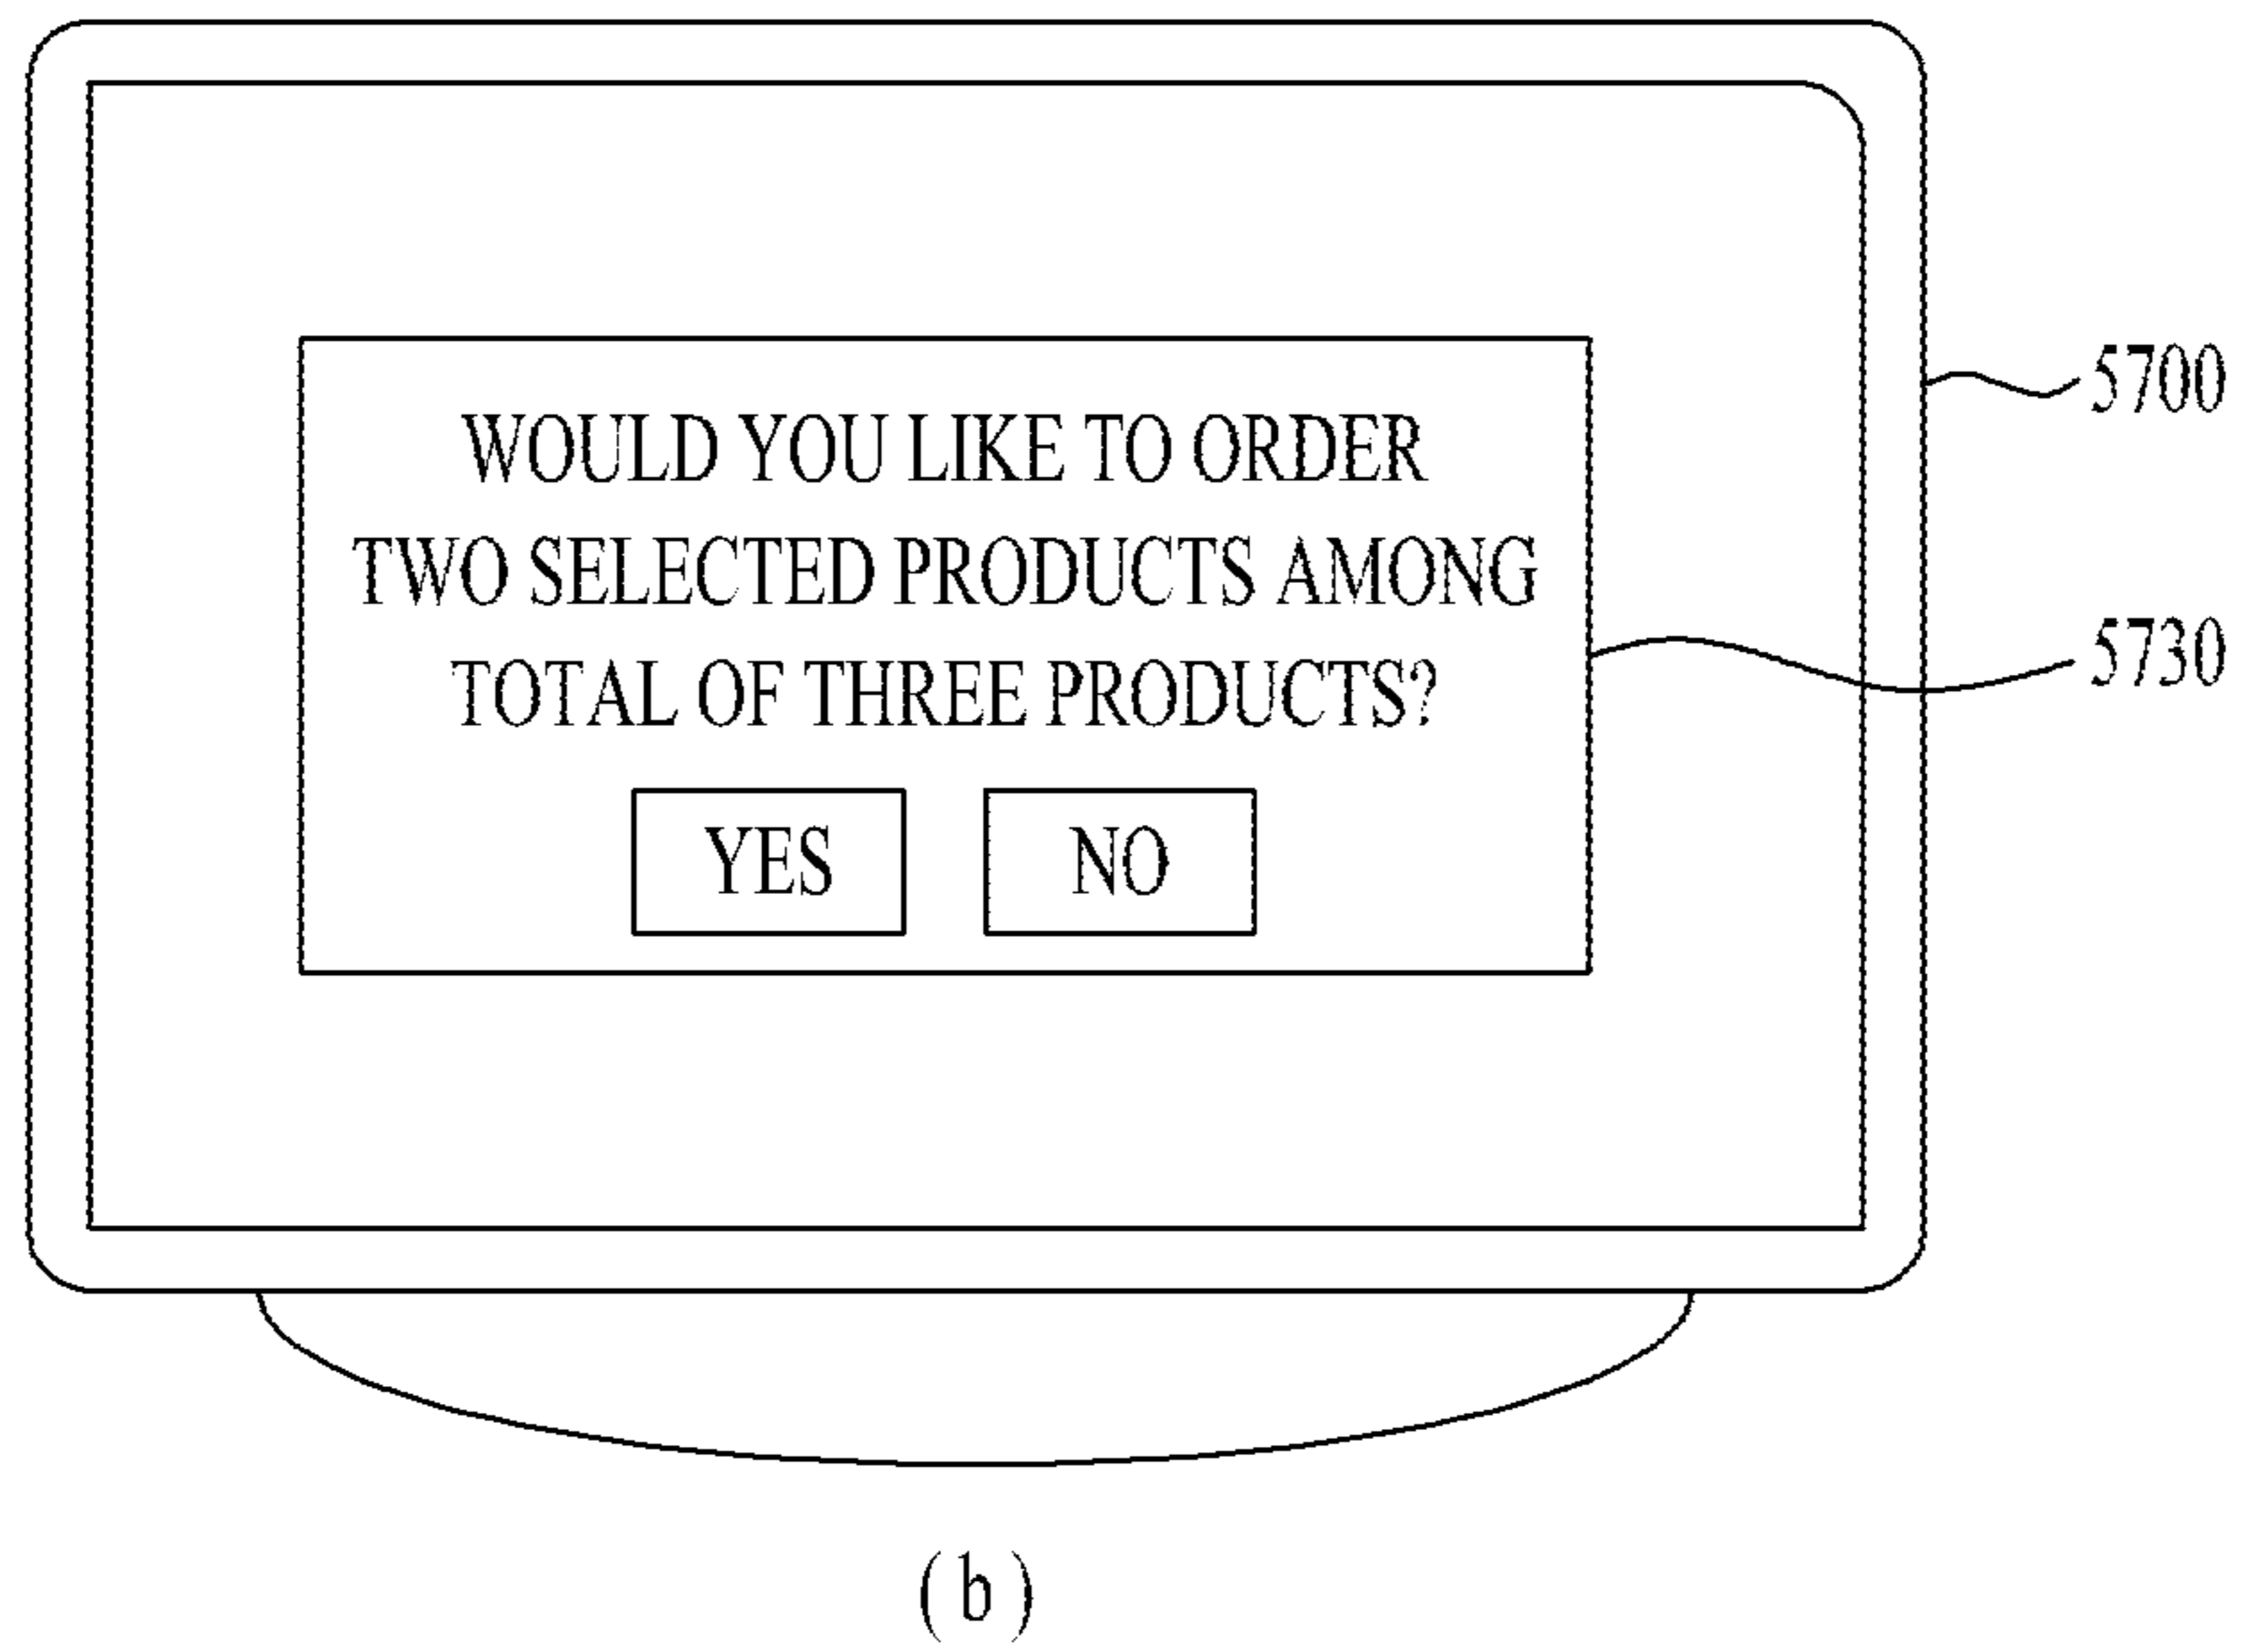 WOULD YOU LIKE TO ORDER
TWO SELECTED PRODUCTS AMONG
TOTAL OF THREE PRODUCTS?
YES NO
5700
5730
(b)